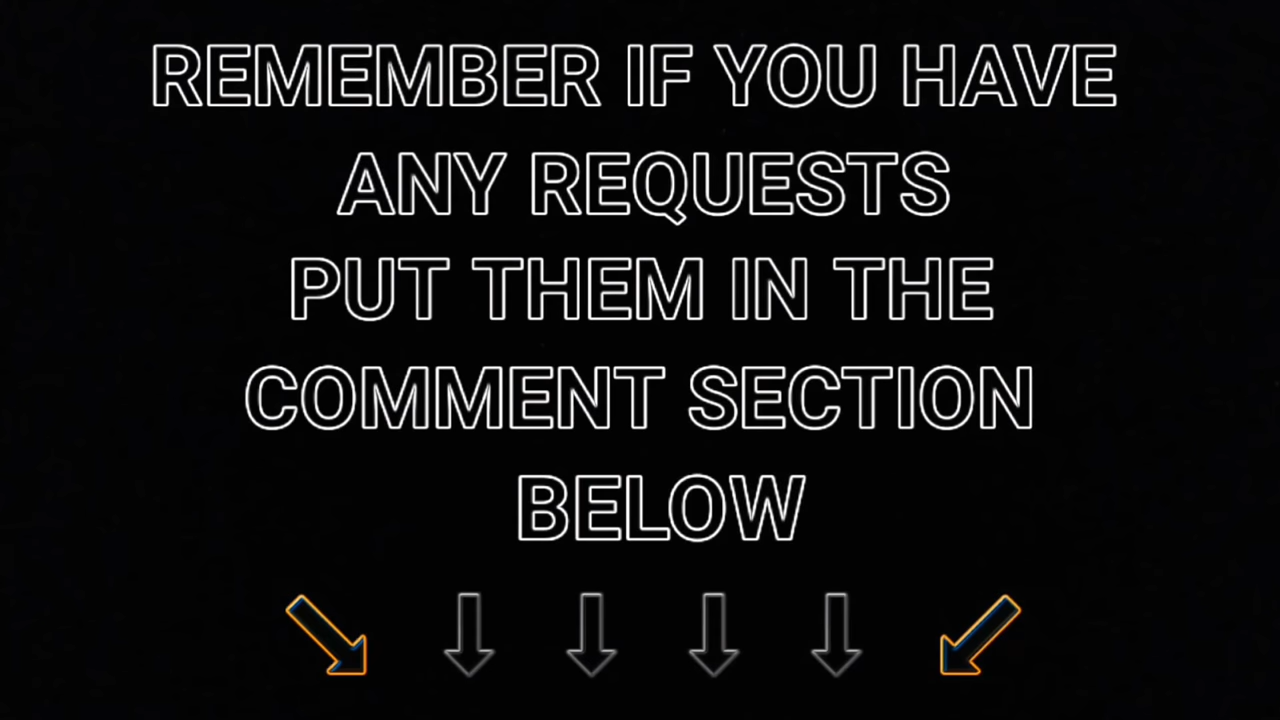 REMEMBER IF YOU HAVE
ANY REQUESTS
PUT THEM IN THE
COMMENT SECTION
BELOW